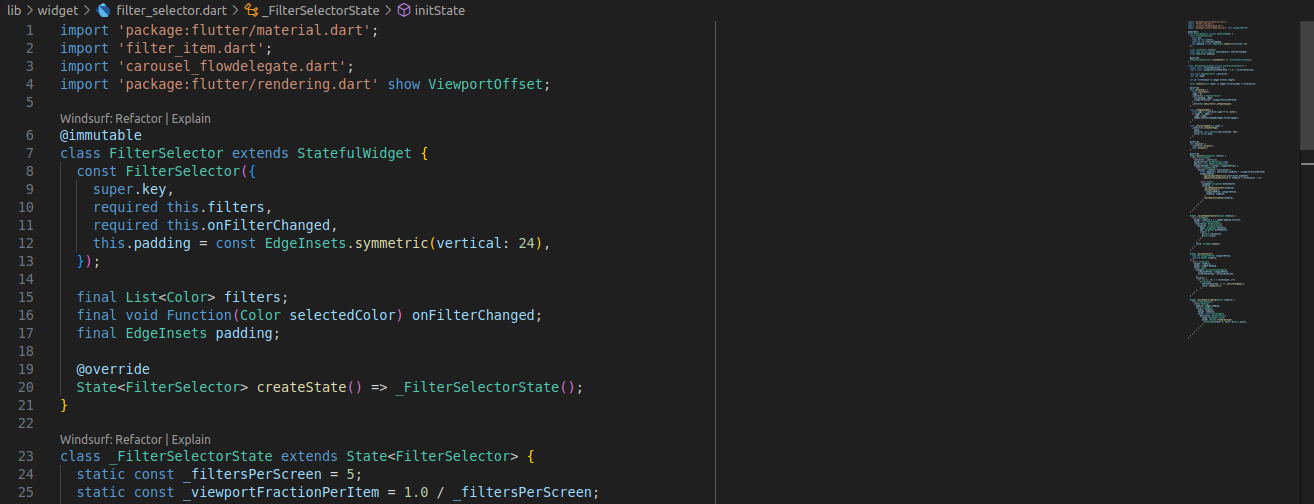 lib > widget > filter_selector.dart > _FilterSelectorState > initState
1 import 'package:flutter/material.dart';
2 import 'filter_item.dart';
3 import 'carousel_flowdelegate.dart';
4 import 'package:flutter/rendering.dart' show ViewportOffset;
5
Windsurf: Refactor | Explain
6 @immutable
7 class FilterSelector extends StatefulWidget {
8   const FilterSelector({
9     super.key,
10     required this.filters,
11     required this.onFilterChanged,
12     this.padding = const EdgeInsets.symmetric(vertical: 24),
13   });
14
15   final List<Color> filters;
16   final void Function(Color selectedColor) onFilterChanged;
17   final EdgeInsets padding;
18
19   @override
20   State<FilterSelector> createState() => _FilterSelectorState();
21 }
22
Windsurf: Refactor | Explain
23 class _FilterSelectorState extends State<FilterSelector> {
24   static const _filtersPerScreen = 5;
25   static const _viewportFractionPerItem = 1.0 / _filtersPerScreen;